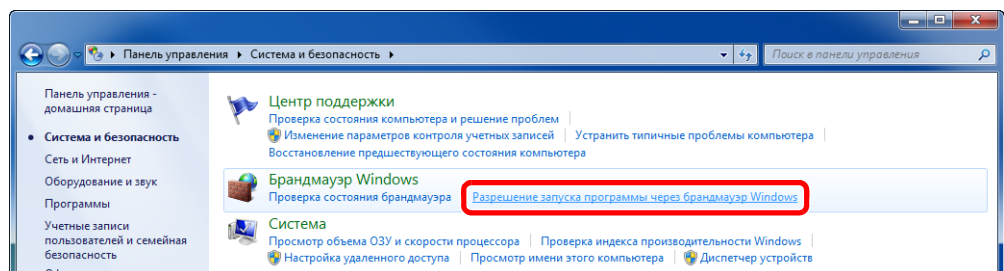 Панель управления ▸ Система и безопасность ▸
Поиск в панели управления
Панель управления -
домашняя страница
Система и безопасность
Сеть и Интернет
Оборудование и звук
Программы
Учетные записи
пользователей и семейная
безопасность
Центр поддержки
Проверка состояния компьютера и решение проблем
Изменение параметров контроля учетных записей
Устранить типичные проблемы компьютера
Восстановление предшествующего состояния компьютера
Брандмауэр Windows
Проверка состояния брандмауэра
Разрешение запуска программы через брандмауэр Windows
Система
Просмотр объема ОЗУ и скорости процессора
Проверка индекса производительности Windows
Настройка удаленного доступа
Просмотр имени этого компьютера
Диспетчер устройств